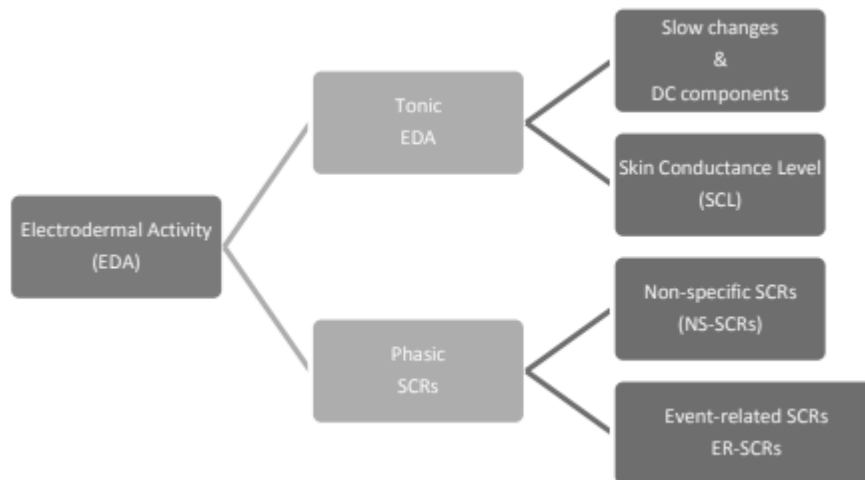 Electrodermal Activity
(EDA)
Tonic
EDA
Slow changes
&
DC components
Skin Conductance Level
(SCL)
Phasic
SCRs
Non-specific SCRs
(NS-SCRs)
Event-related SCRs
ER-SCRs